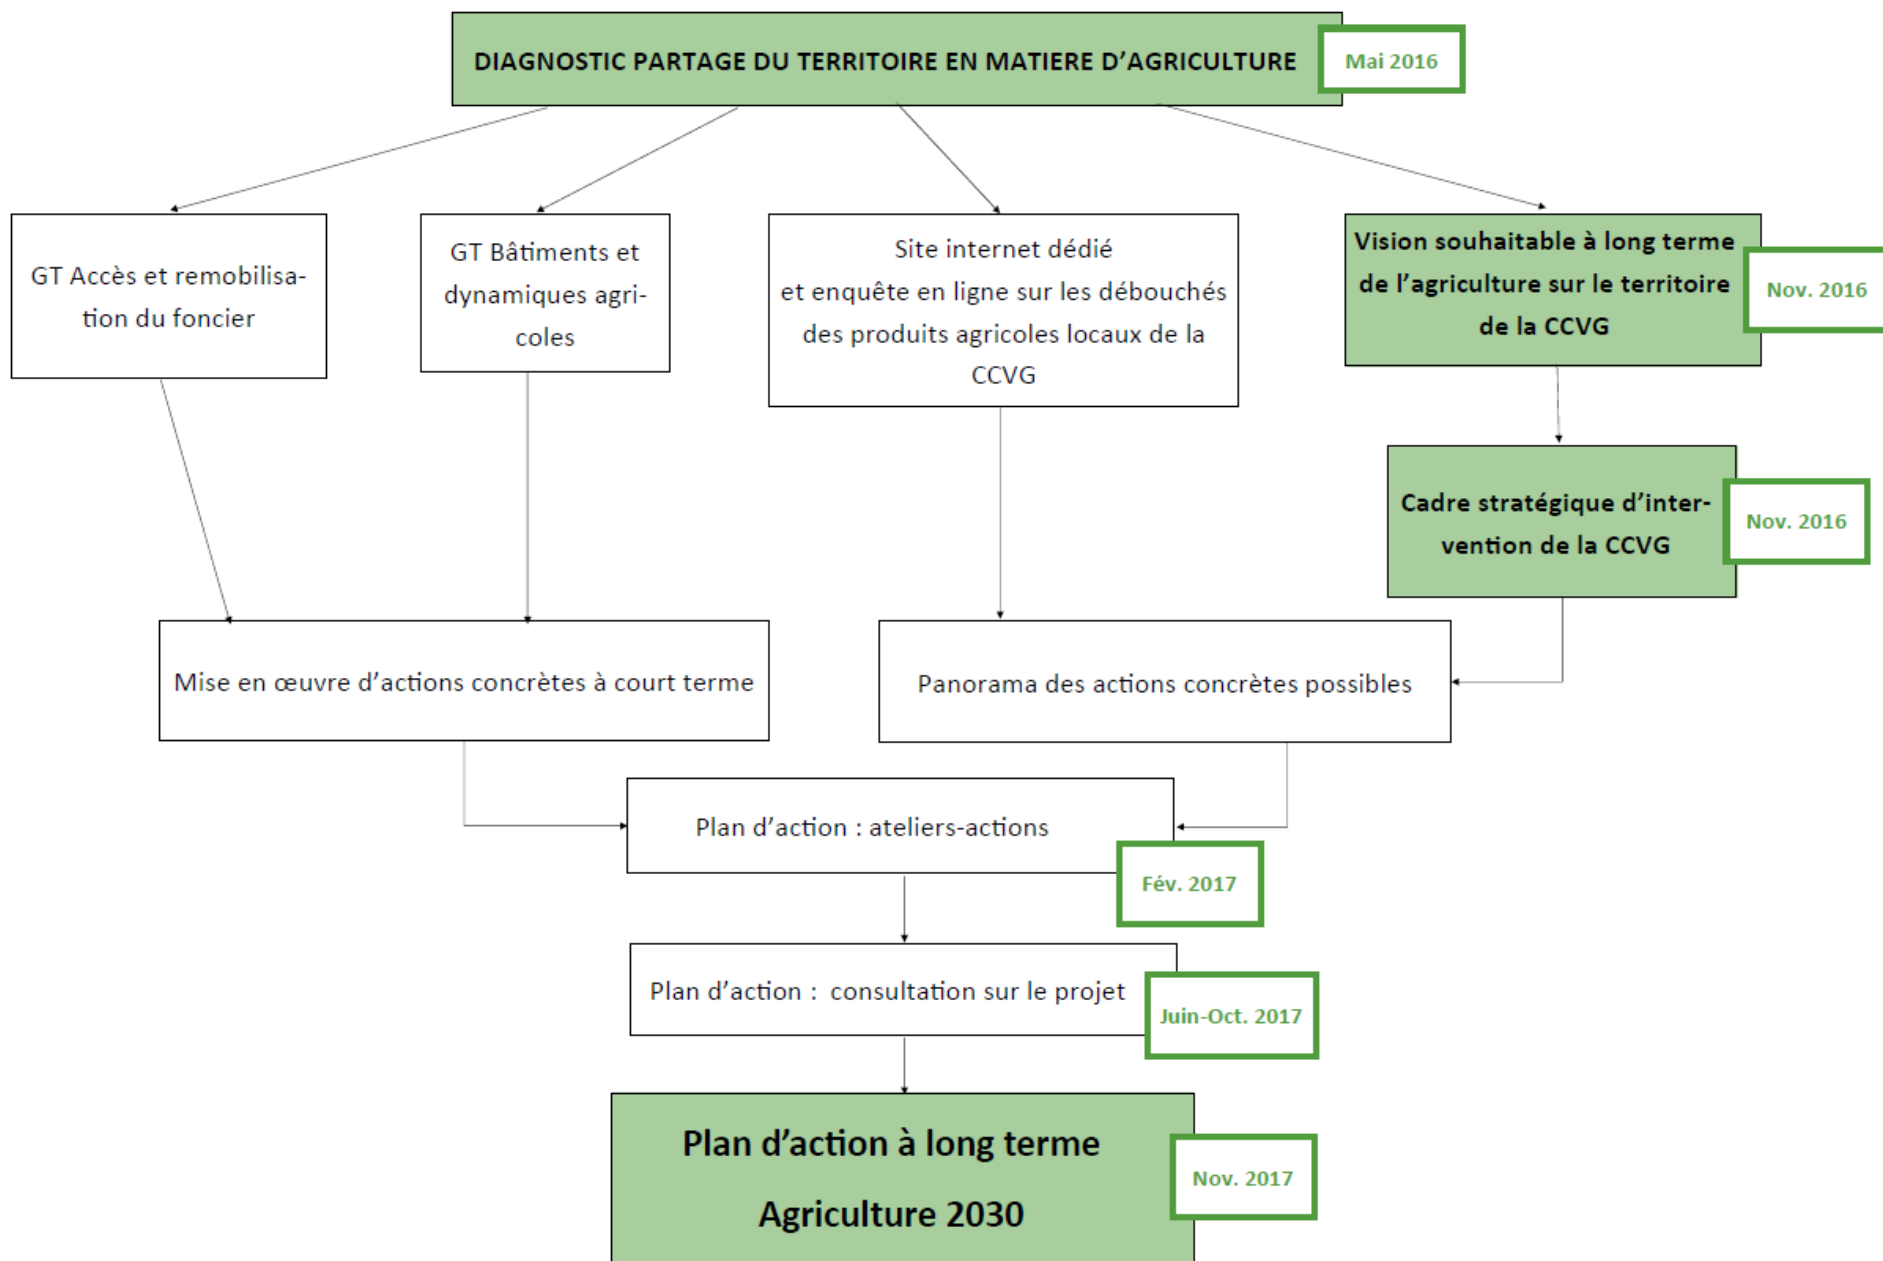 DIAGNOSTIC PARTAGE DU TERRITOIRE EN MATIERE D’AGRICULTURE
Mai 2016
GT Accès et remobilisa-
tion du foncier
GT Bâtiments et
dynamiques agri-
coles
Site internet dédié
et enquête en ligne sur les débouchés
des produits agricoles locaux de la
CCVG
Vision souhaitable à long terme
de l’agriculture sur le territoire
de la CCVG
Nov. 2016
Cadre stratégique d’inter-
vention de la CCVG
Nov. 2016
Mise en œuvre d’actions concrètes à court terme
Panorama des actions concrètes possibles
Plan d’action : ateliers-actions
Fév. 2017
Plan d’action :  consultation sur le projet
Juin-Oct. 2017
Plan d’action à long terme
Agriculture 2030
Nov. 2017